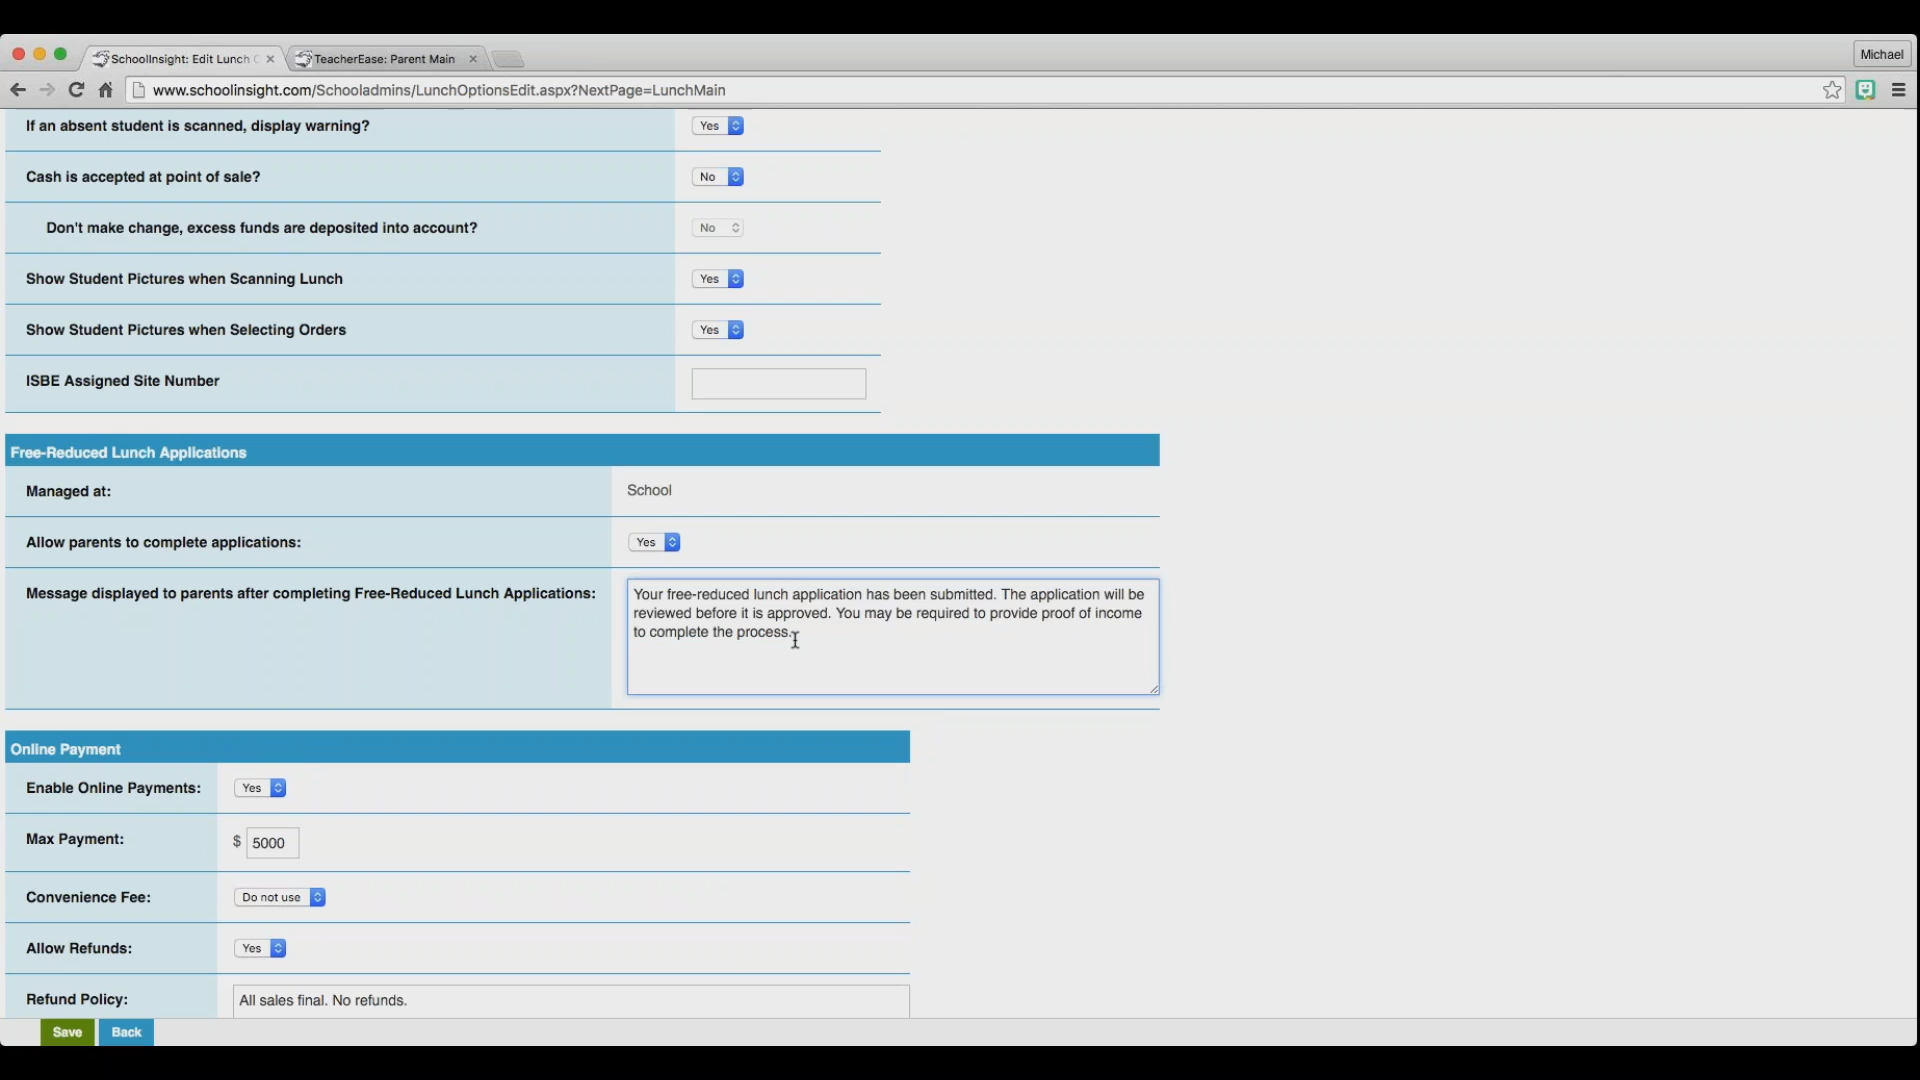 SchoolInsight: Edit Lunch
TeacherEase: Parent Main
Michael
www.schoolinsight.com/Schooladmins/LunchOptionsEdit.aspx?NextPage=LunchMain
If an absent student is scanned, display warning? Yes
Cash is accepted at point of sale? No
Don't make change, excess funds are deposited into account? No
Show Student Pictures when Scanning Lunch Yes
Show Student Pictures when Selecting Orders Yes
ISBE Assigned Site Number
Free-Reduced Lunch Applications
Managed at: School
Allow parents to complete applications: Yes
Message displayed to parents after completing Free-Reduced Lunch Applications:
Your free-reduced lunch application has been submitted. The application will be
reviewed before it is approved. You may be required to provide proof of income
to complete the process.
Online Payment
Enable Online Payments: Yes
Max Payment: $ 5000
Convenience Fee: Do not use
Allow Refunds: Yes
Refund Policy: All sales final. No refunds.
Save Back